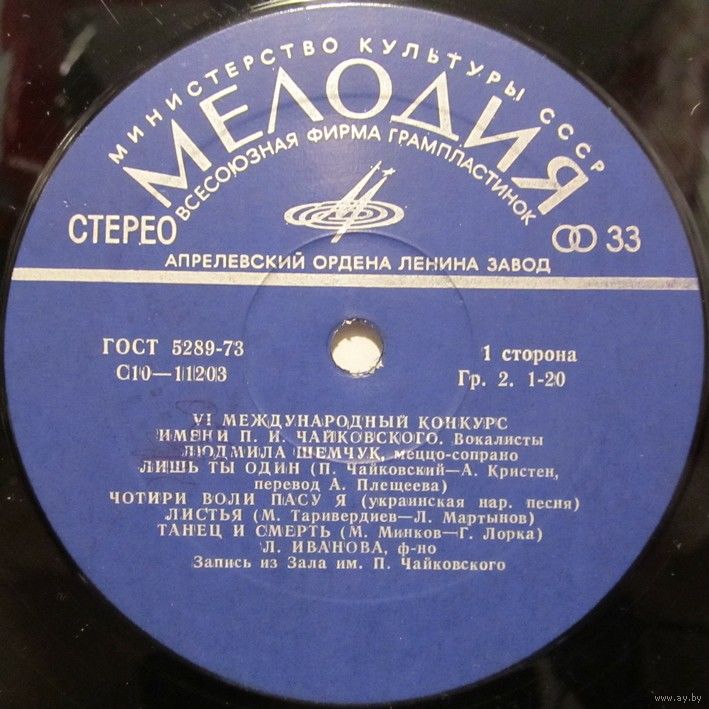 МИНИСТЕРСТВО КУЛЬТУРЫ СССР
МЕЛОДИЯ
ВСЕСОЮЗНАЯ ФИРМА ГРАМПЛАСТИНОК
СТЕРЕО
33
АПРЕЛЕВСКИЙ ОРДЕНА ЛЕНИНА ЗАВОД
ГОСТ 5289-73
С10—11203
1 сторона
Гр. 2. 1-20
VI МЕЖДУНАРОДНЫЙ КОНКУРС
ИМЕНИ П. И. ЧАЙКОВСКОГО. Вокалисты
ЛЮДМИЛА ШЕМЧУК, меццо-сопрано
ЛИШЬ ТЫ ОДИН (П. Чайковский—А. Кристен,
перевод А. Плещеева)
ЧОТИРИ ВОЛИ ПАСУ Я (украинская нар. песня)
ЛИСТЬЯ (М. Таривердиев—Л. Мартынов)
ТАНЕЦ И СМЕРТЬ (М. Минков—Г. Лорка)
Л. ИВАНОВА, ф-но
Запись из Зала им. П. Чайковского
www.ay.by